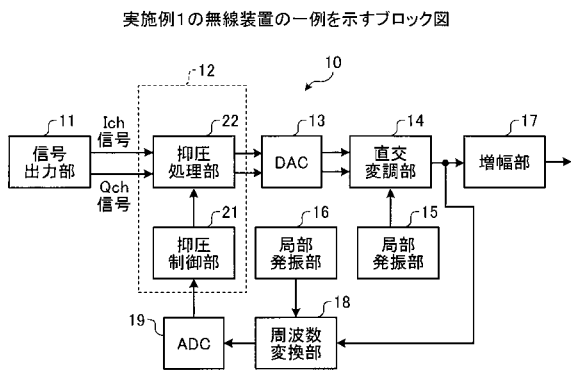 実施例1の無線装置の一例を示すブロック図
10
12
11
Ich
信号
22
13
14
17
信号
出力部
抑圧
処理部
DAC
直交
変調部
増幅部
Qch
信号
21
16
15
抑圧
制御部
局部
発振部
局部
発振部
19
18
ADC
周波数
変換部